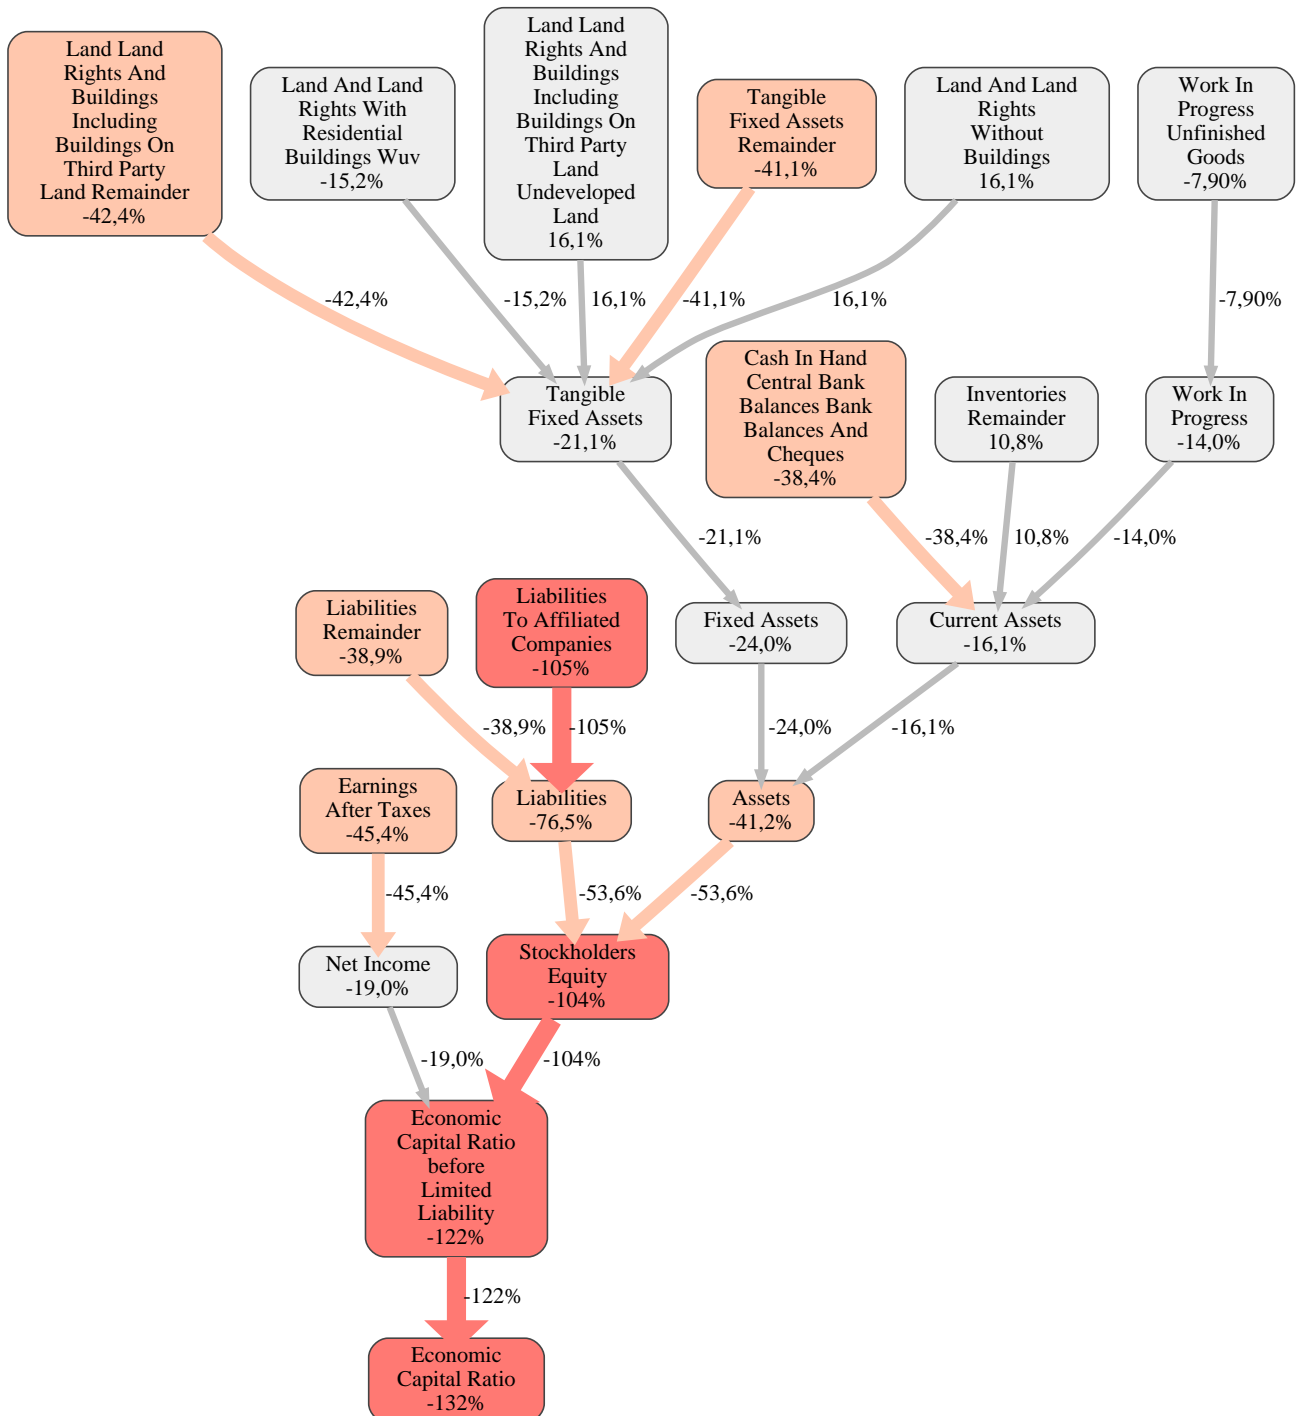 Land Land
Rights And
Buildings
Including
Buildings On
Third Party
Land Remainder
-42,4%
Land And Land
Rights With
Residential
Buildings Wuv
-15,2%
Land Land
Rights And
Buildings
Including
Buildings On
Third Party
Land
Undeveloped
Land
16,1%
Tangible
Fixed Assets
Remainder
-41,1%
Land And Land
Rights
Without
Buildings
16,1%
Work In
Progress
Unfinished
Goods
-7,90%
-42,4%
-15,2%
16,1%
-41,1%
16,1%
-7,90%
Tangible
Fixed Assets
-21,1%
Cash In Hand
Central Bank
Balances Bank
Balances And
Cheques
-38,4%
Inventories
Remainder
10,8%
Work In
Progress
-14,0%
-21,1%
-38,4%
10,8%
-14,0%
Liabilities
Remainder
-38,9%
Liabilities
To Affiliated
Companies
-105%
Fixed Assets
-24,0%
Current Assets
-16,1%
-38,9%
-105%
-24,0%
-16,1%
Earnings
After Taxes
-45,4%
Liabilities
-76,5%
Assets
-41,2%
-45,4%
-53,6%
-53,6%
Net Income
-19,0%
Stockholders
Equity
-104%
-19,0%
-104%
Economic
Capital Ratio
before
Limited
Liability
-122%
-122%
Economic
Capital Ratio
-132%